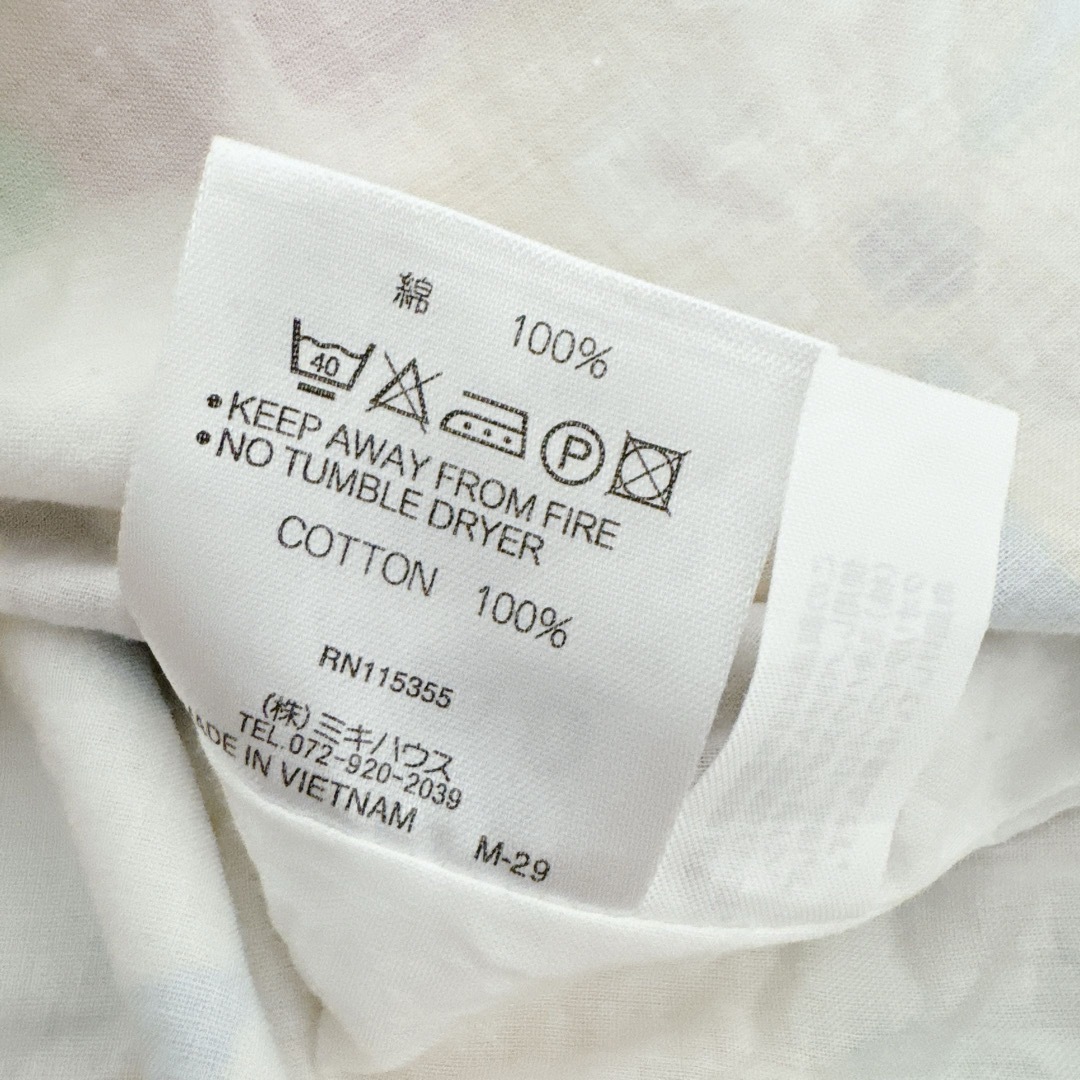 綿 100%
40
P
• KEEP AWAY FROM FIRE
• NO TUMBLE DRYER
COTTON 100%
RN115355
(株)ミキハウス
TEL.072-920-2039
MADE IN VIETNAM
M-29